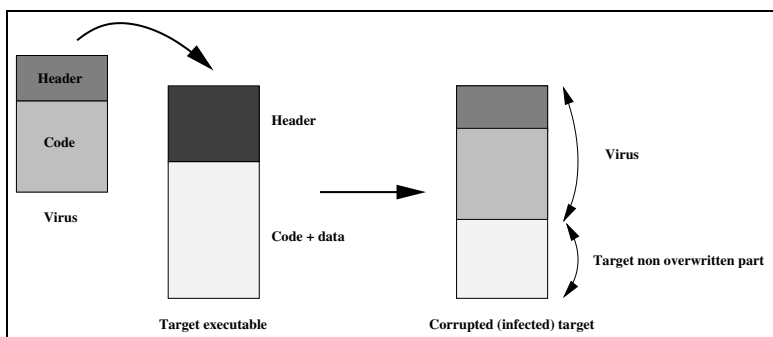 Header
Code
Virus
Header
Code + data
Target executable
Virus
Target non overwritten part
Corrupted (infected) target